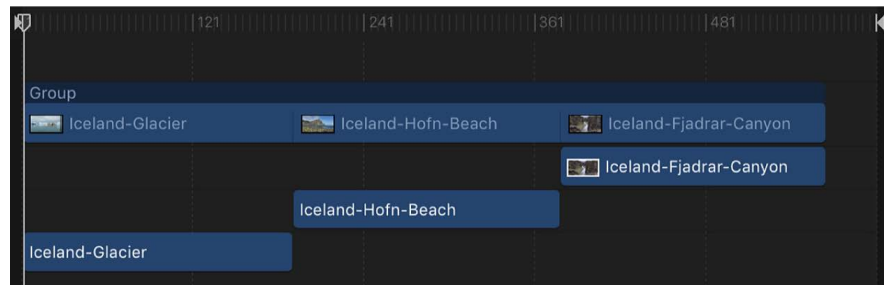 121 241 361 481
Group
Iceland-Glacier Iceland-Hofn-Beach Iceland-Fjadrar-Canyon
Iceland-Fjadrar-Canyon
Iceland-Hofn-Beach
Iceland-Glacier